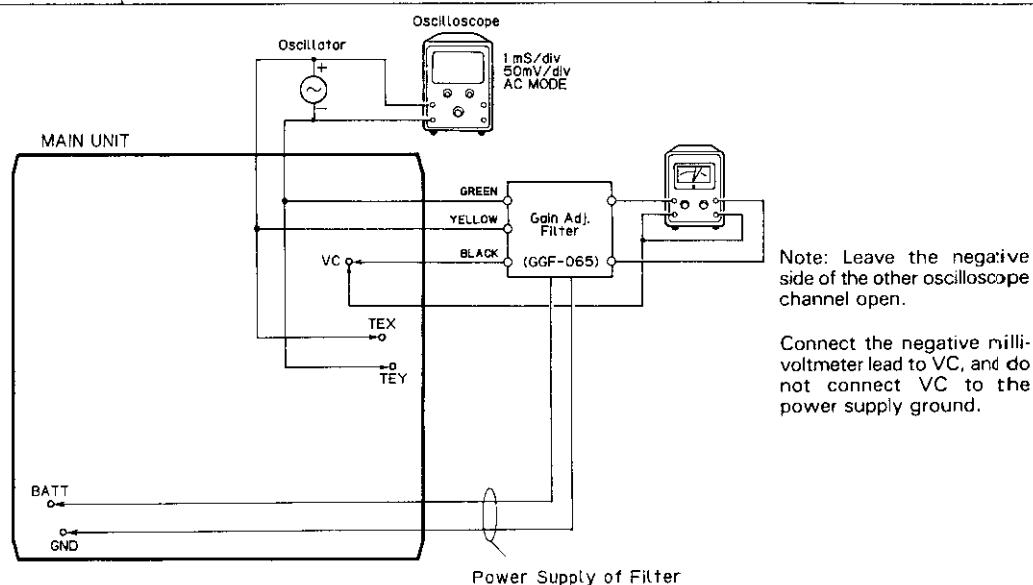 Oscilloscope
Oscillator
1 mS/div
50mV/div
AC MODE
+
−
MAIN UNIT
GREEN
YELLOW
BLACK
Gain Adj.
Filter
(GGF-065)
VC
TEX
TEY
BATT
GND
Power Supply of Filter
Note: Leave the negative
side of the other oscilloscope
channel open.
Connect the negative milli-
voltmeter lead to VC, and do
not connect VC to the
power supply ground.